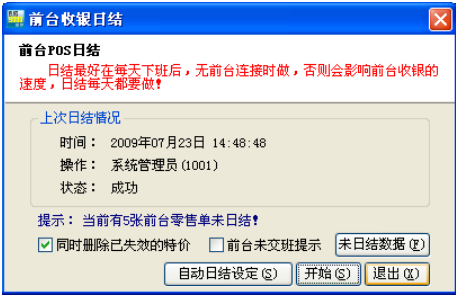 前台收银日结
前台POS日结
日结最好在每天下班后，无前台连接时做，否则会影响前台收银的
速度，日结每天都要做！
上次日结情况
时间： 2009年07月23日 14:48:48
操作： 系统管理员(1001)
状态： 成功
提示： 当前有5张前台零售单未日结！
同时删除已失效的特价 前台未交班提示 未日结数据(P)
自动日结设定(S) 开始(S) 退出(X)